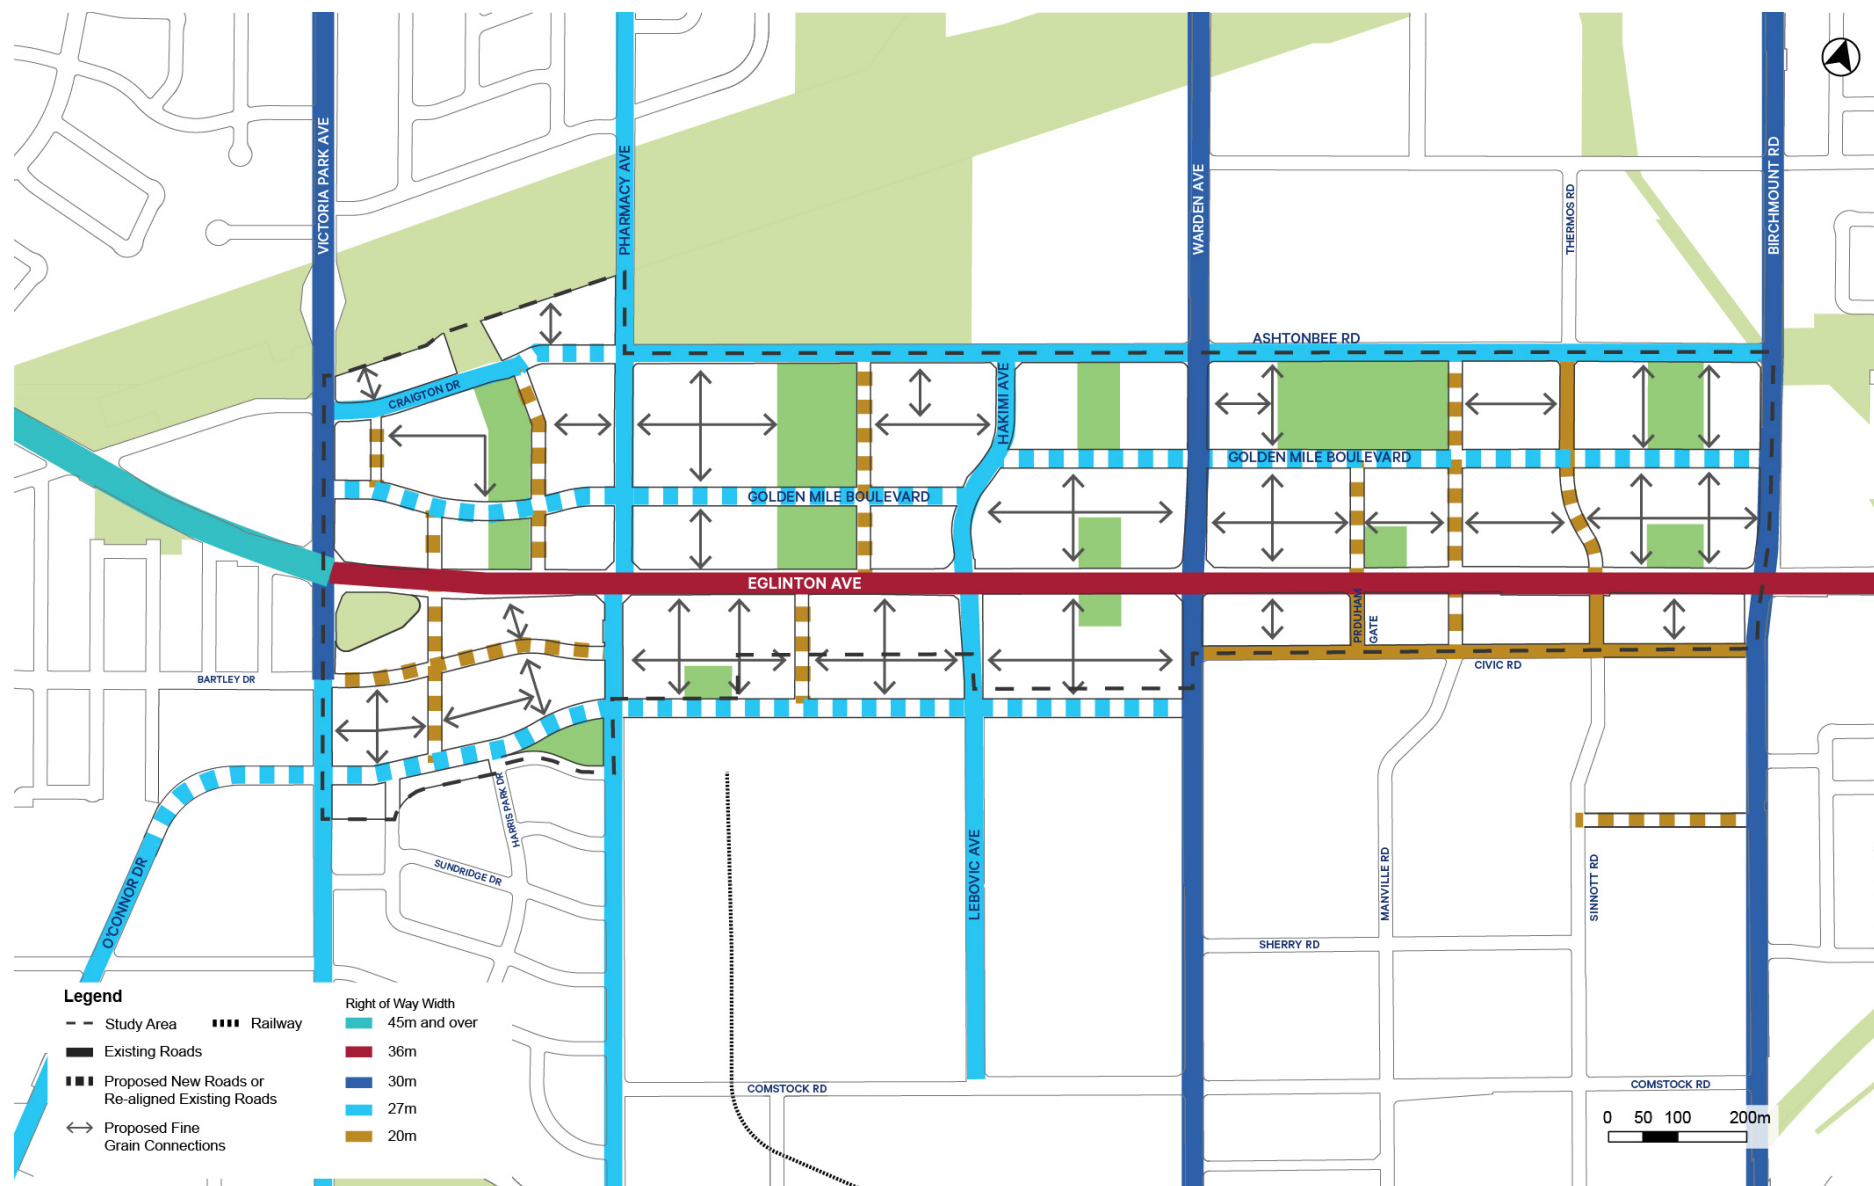 VICTORIA PARK AVE
PHARMACY AVE
WARDEN AVE
THERMOS RD
BIRCHMOUNT RD
ASHTONBEE RD
CRAIGTON DR
HAKIMI AVE
GOLDEN MILE BOULEVARD
GOLDEN MILE BOULEVARD
EGLINTON AVE
PRDUHAM
GATE
CIVIC RD
BARTLEY DR
HARRIS PARK DR
SUNDRIDGE DR
O'CONNOR DR
LEBOVIC AVE
MANVILLE RD
SINNOTT RD
SHERRY RD
COMSTOCK RD
COMSTOCK RD
Legend
Study Area
Railway
Existing Roads
Proposed New Roads or
Re-aligned Existing Roads
Proposed Fine
Grain Connections
Right of Way Width
45m and over
36m
30m
27m
20m
0 50 100 200m